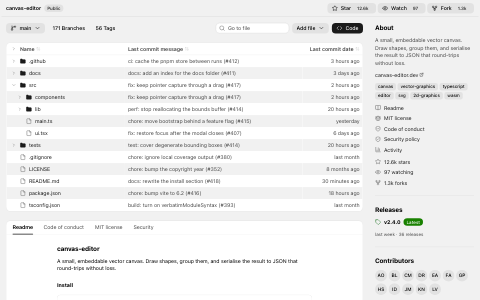 canvas-editor Public Star 12.6k Watch 97 Fork 1.3k
main 171 Branches 56 Tags Go to file Add file Code
Name Last commit message Last commit date
.github ci: cache the pnpm store between runs (#412) 3 hours ago
docs docs: add an index for the docs folder (#411) 3 days ago
src fix: keep pointer capture through a drag (#417) 2 hours ago
components fix: keep pointer capture through a drag (#417) 2 hours ago
lib perf: stop reallocating the bounds buffer (#414) 20 hours ago
main.ts chore: move bootstrap behind a feature flag (#415) yesterday
ui.tsx fix: restore focus after the modal closes (#407) 6 days ago
tests test: cover degenerate bounding boxes (#414) 20 hours ago
.gitignore chore: ignore local coverage output (#380) last month
LICENSE chore: bump the copyright year (#352) 8 months ago
README.md docs: rewrite the install section (#418) 30 minutes ago
package.json chore: bump vite to 6.2 (#416) 18 hours ago
tsconfig.json build: turn on verbatimModuleSyntax (#393) last month
Readme Code of conduct MIT license Security
canvas-editor
A small, embeddable vector canvas. Draw shapes, group them, and serialise the result to JSON that
round-trips without loss.
Install
About
A small, embeddable vector canvas.
Draw shapes, group them, and serialise
the result to JSON that round-trips
without loss.
canvas-editor.dev
canvas vector-graphics typescript
editor svg 2d-graphics wasm
Readme
MIT license
Code of conduct
Security policy
Activity
12.6k stars
97 watching
1.3k forks
Releases
v2.4.0 Latest
last week · 36 releases
Contributors
AO BL CM DR EA FA GP
HS ID JM KN LV